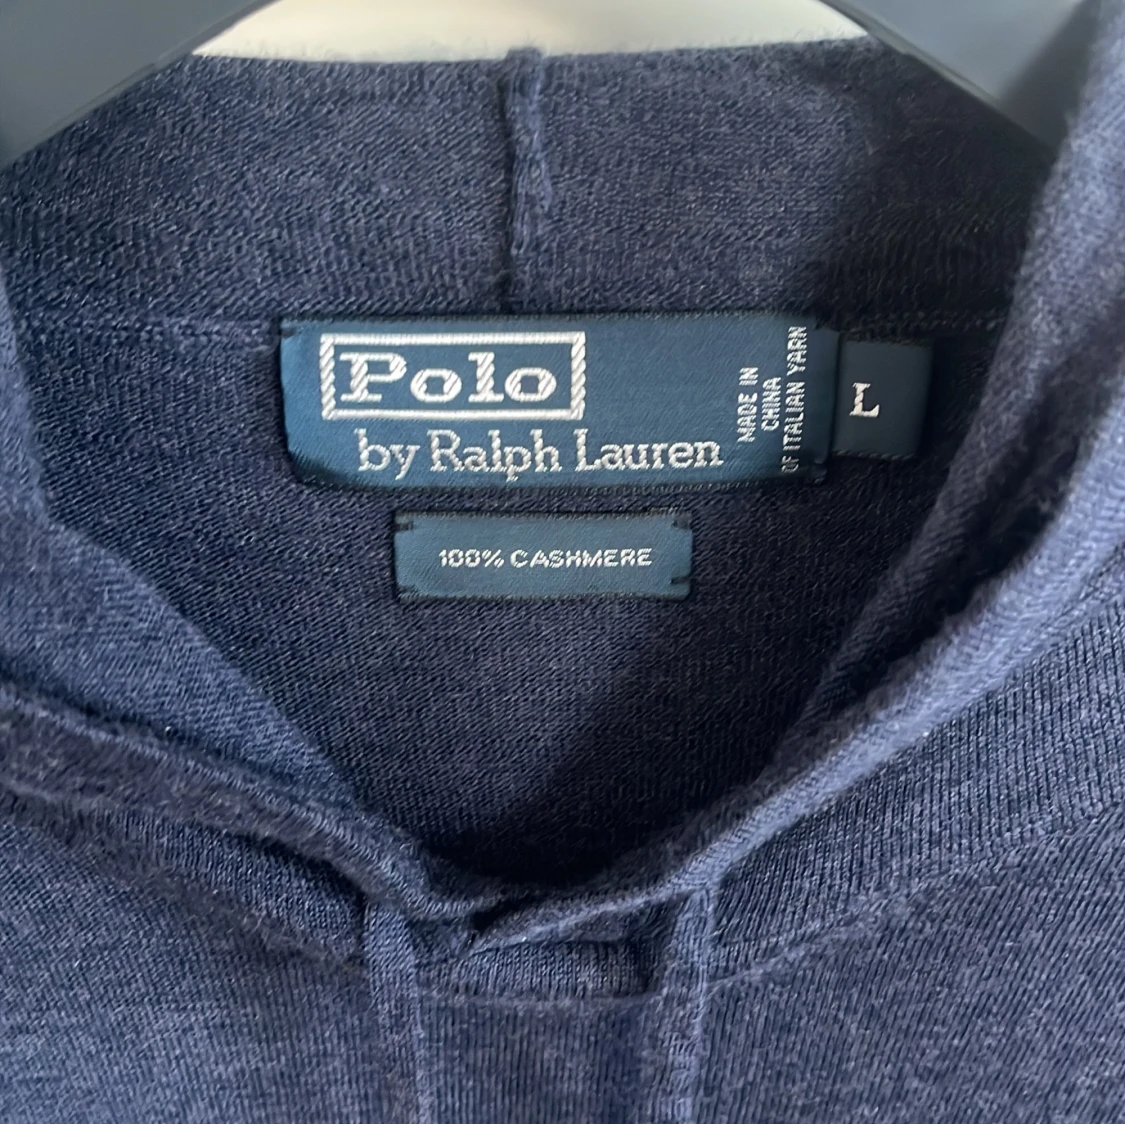 Polo
by Ralph Lauren
MADE IN
CHINA
OF ITALIAN YARN
L
100% CASHMERE